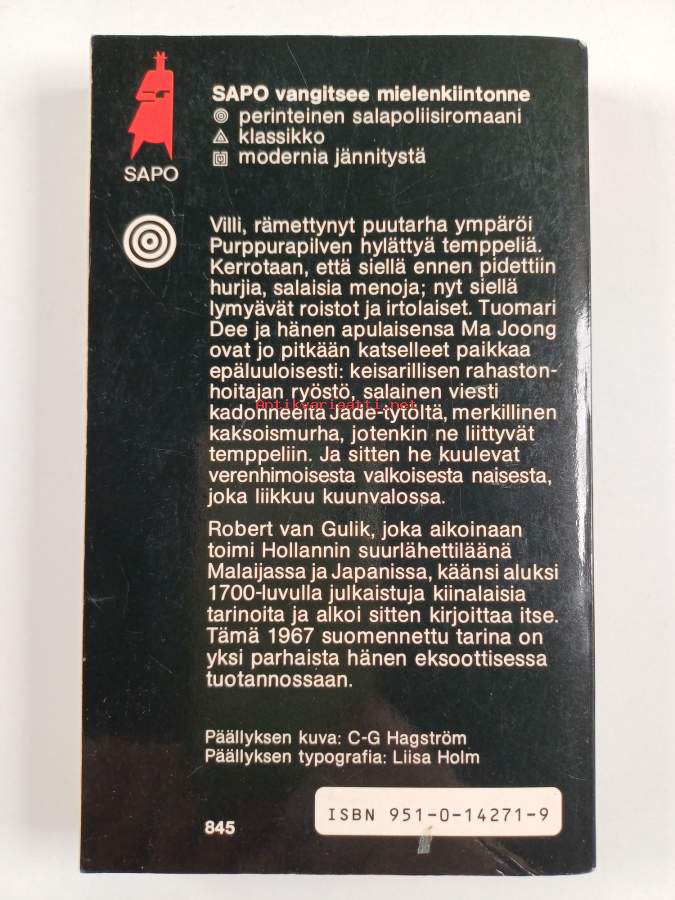 SAPO vangitsee mielenkiintonne
perinteinen salapoliisiromaani
klassikko
modernia jännitystä
SAPO
Villi, rämettynyt puutarha ympäröi
Purppurapilven hylättyä temppeliä.
Kerrotaan, että siellä ennen pidettiin
hurjia, salaisia menoja; nyt siellä
lymyävät roistot ja irtolaiset. Tuomari
Dee ja hänen apulaisensa Ma Joong
ovat jo pitkään katselleet paikkaa
epäluuloisesti: keisarillisen rahaston-
hoitajan ryöstö, salainen viesti
Antikvariaatti.net
kadonneelta Jade-tytöltä, merkillinen
kaksoismurha, jotenkin ne liittyvät
temppeliin. Ja sitten he kuulevat
verenhimoisesta valkoisesta naisesta,
joka liikkuu kuunvalossa.
Robert van Gulik, joka aikoinaan
toimi Hollannin suurlähettiläänä
Malaijassa ja Japanissa, käänsi aluksi
1700-luvulla julkaistuja kiinalaisia
tarinoita ja alkoi sitten kirjoittaa itse.
Tämä 1967 suomennettu tarina on
yksi parhaista hänen eksoottisessa
tuotannossaan.
Päällyksen kuva: C-G Hagström
Päällyksen typografia: Liisa Holm
845
ISBN 951-0-14271-9